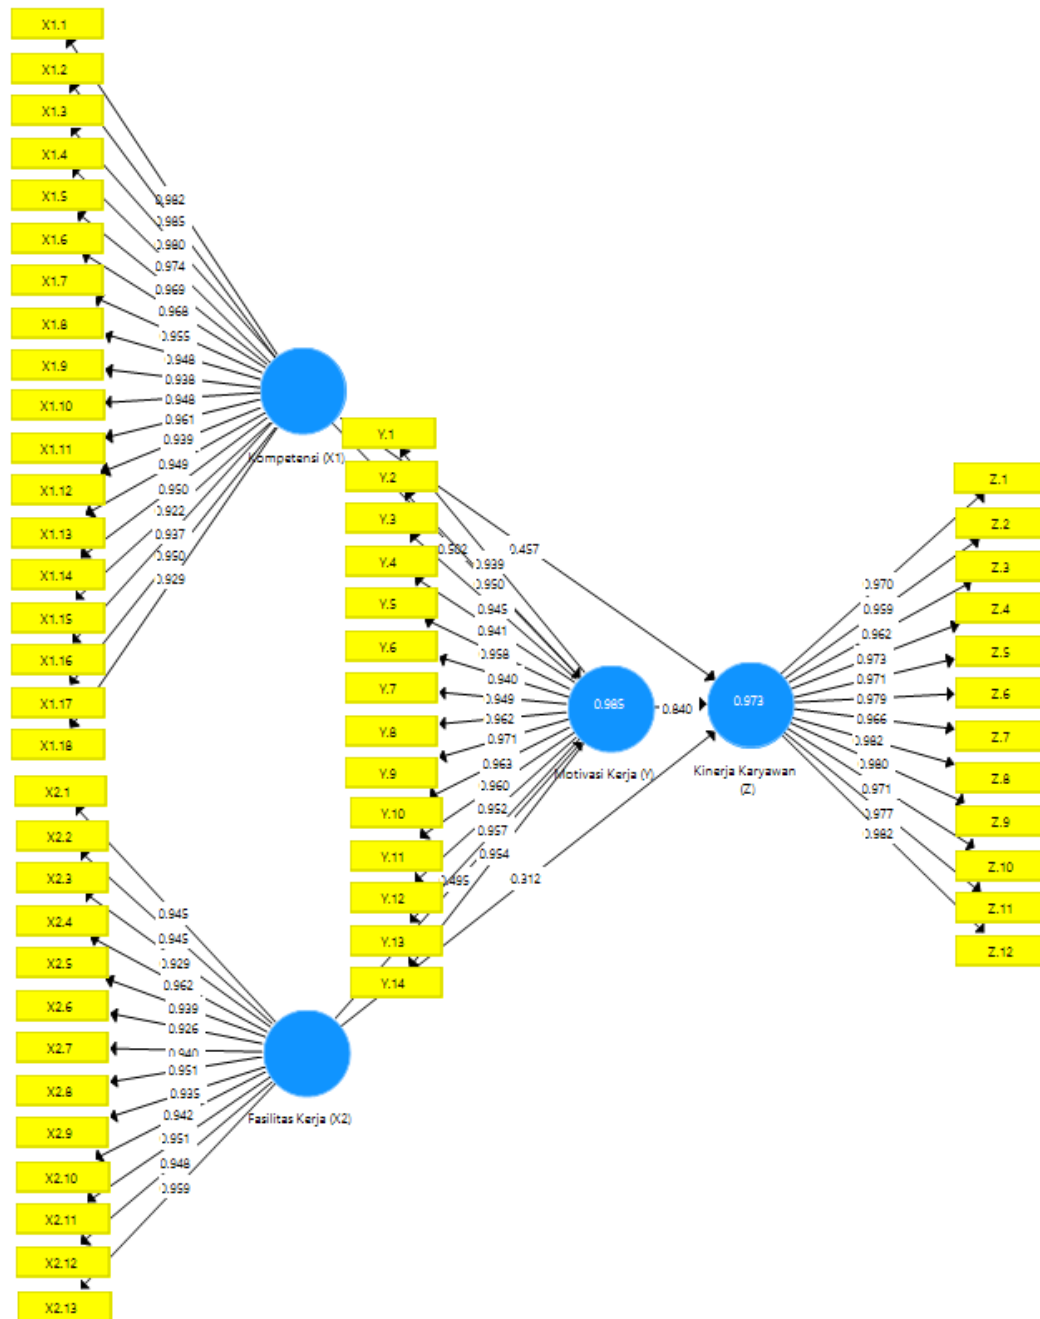 X1.1
X1.2
X1.3
X1.4
X1.5
X1.6
X1.7
X1.8
X1.9
X1.10
X1.11
X1.12
X1.13
X1.14
X1.15
X1.16
X1.17
X1.18
0.982
0.985
0.980
0.974
0.969
0.968
0.955
0.948
0.938
0.948
0.961
0.939
0.949
0.950
0.922
0.937
0.950
0.929
Kompetensi (X1)
X2.1
X2.2
X2.3
X2.4
X2.5
X2.6
X2.7
X2.8
X2.9
X2.10
X2.11
X2.12
X2.13
0.945
0.945
0.929
0.962
0.939
0.926
0.940
0.951
0.935
0.942
0.951
0.948
0.959
Fasilitas Kerja (X2)
Y.1
Y.2
Y.3
Y.4
Y.5
Y.6
Y.7
Y.8
Y.9
Y.10
Y.11
Y.12
Y.13
Y.14
0.502
0.457
0.939
0.950
0.945
0.941
0.958
0.940
0.949
0.962
0.971
0.963
0.960
0.952
0.957
0.954
0.495
0.312
0.985
Motivasi Kerja (Y)
0.840
0.973
Kinerja Karyawan
(Z)
0.970
0.959
0.962
0.973
0.971
0.979
0.966
0.982
0.980
0.971
0.977
0.982
Z.1
Z.2
Z.3
Z.4
Z.5
Z.6
Z.7
Z.8
Z.9
Z.10
Z.11
Z.12